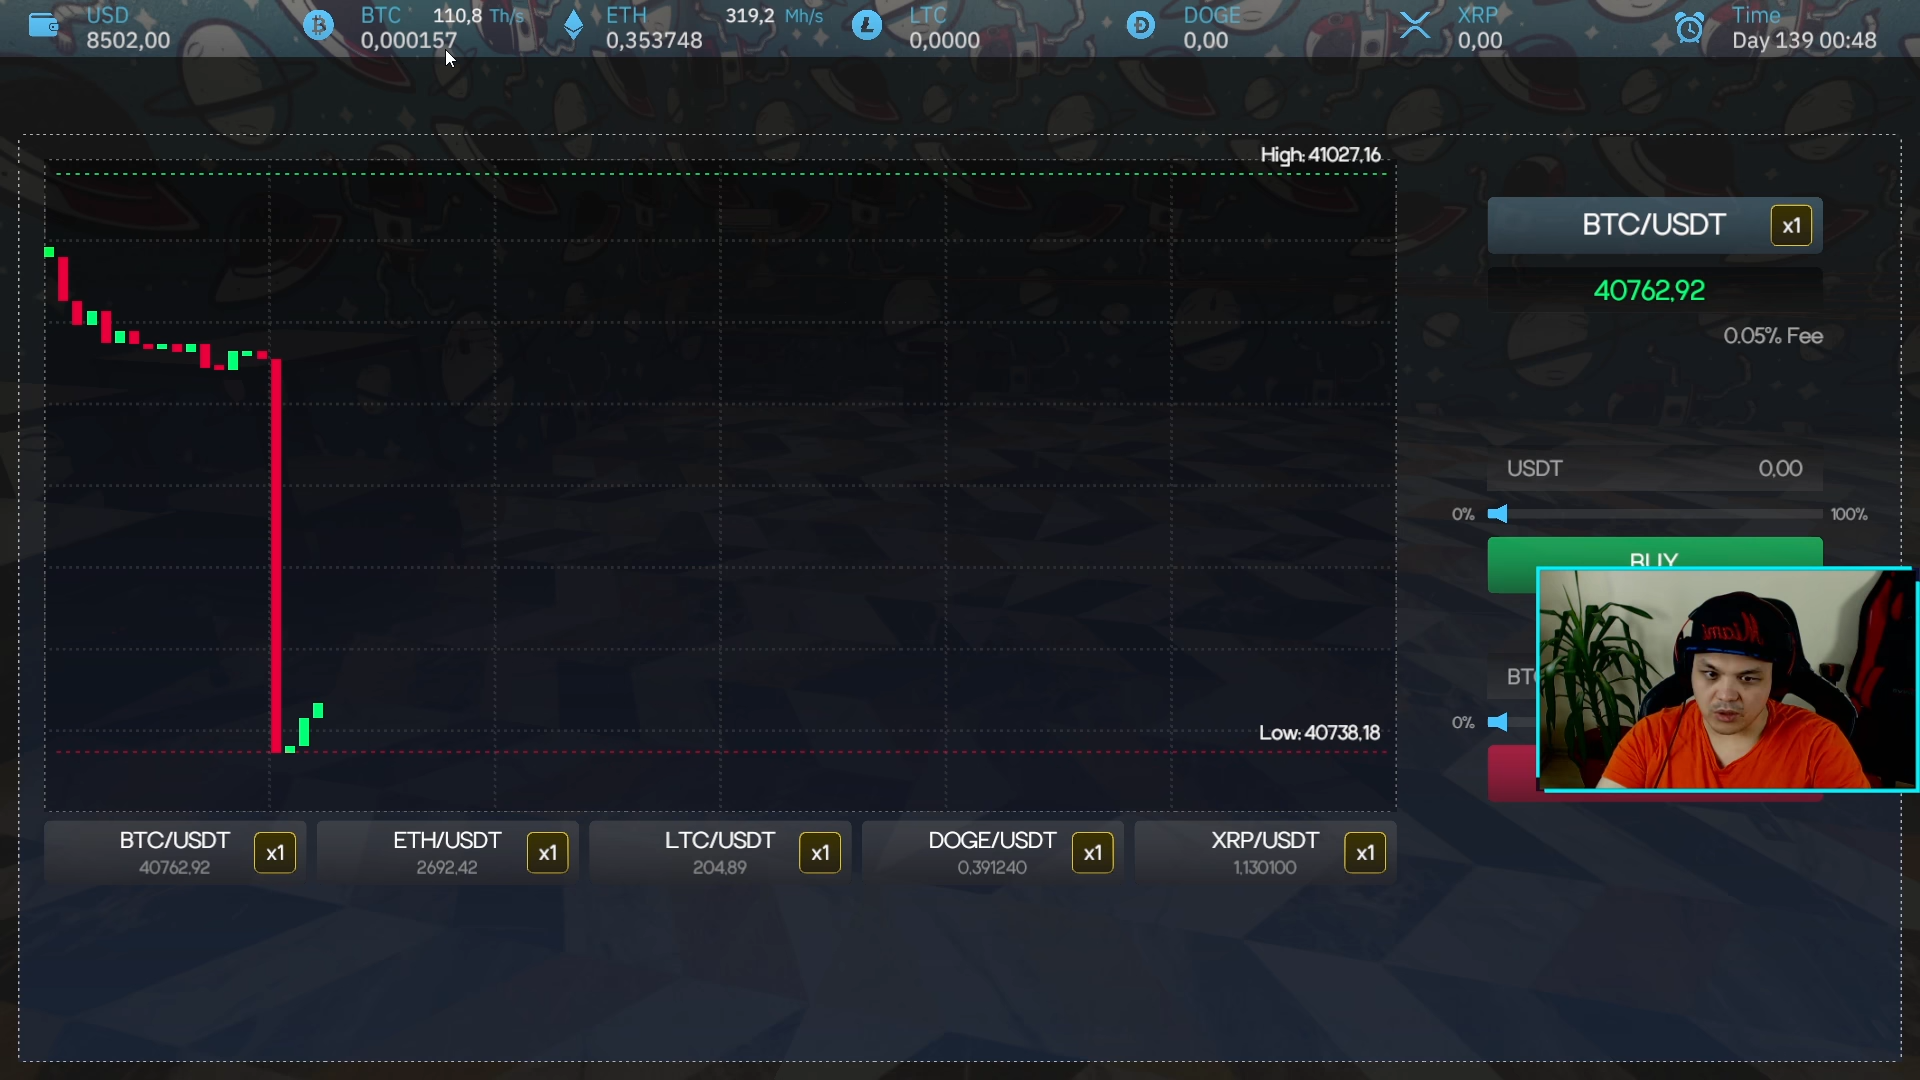 USD
8502,00
BTC 110,8 Th/s
0,000157
ETH 319,2 Mh/s
0,353748
LTC
0,0000
DOGE
0,00
XRP
0,00
Time
Day 139 00:48
High: 41027,16
Low: 40738,18
BTC/USDT x1
40762,92
0.05% Fee
USDT 0,00
0% 100%
BUY
0%
Miami
BTC/USDT x1
40762,92
ETH/USDT x1
2692,42
LTC/USDT x1
204,89
DOGE/USDT x1
0,391240
XRP/USDT x1
1,130100